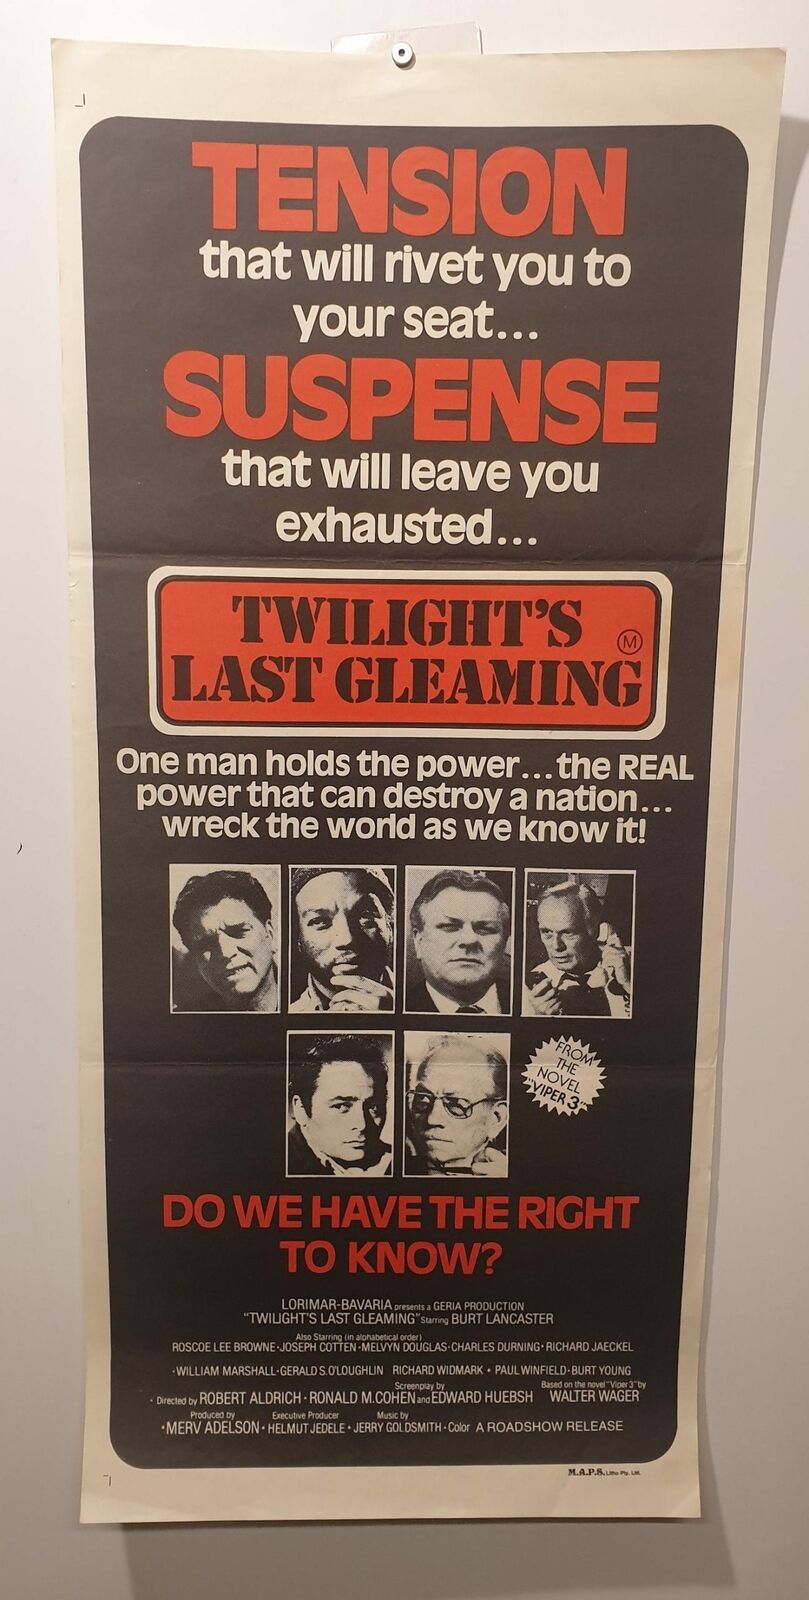 TENSION
that will rivet you to
your seat...
SUSPENSE
that will leave you
exhausted...
TWILIGHT'S
LAST GLEAMING
M
One man holds the power...the REAL
power that can destroy a nation...
wreck the world as we know it!
FROM
THE
NOVEL
"VIPER 3"
DO WE HAVE THE RIGHT
TO KNOW?
LORIMAR-BAVARIA presents a GERIA PRODUCTION
"TWILIGHT'S LAST GLEAMING" Starring BURT LANCASTER
Also Starring (in alphabetical order)
ROSCOE LEE BROWNE·JOSEPH COTTEN·MELVYN DOUGLAS·CHARLES DURNING·RICHARD JAECKEL
·WILLIAM MARSHALL·GERALD S. O'LOUGHLIN RICHARD WIDMARK·PAUL WINFIELD·BURT YOUNG
Screenplay by Based on the novel "Viper 3" by
·Directed by ROBERT ALDRICH·RONALD M. COHEN and EDWARD HUEBSH WALTER WAGER
Produced by Executive Producer Music by
·MERV ADELSON·HELMUT JEDELE·JERRY GOLDSMITH·Color A ROADSHOW RELEASE
M.A.P.S. Litho Pty. Ltd.